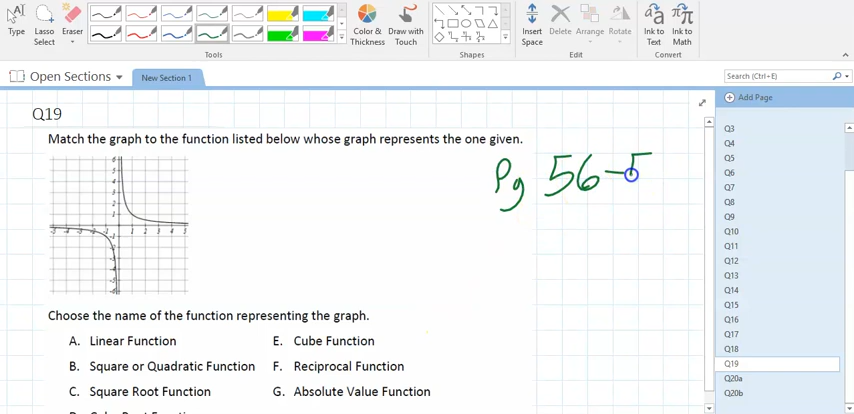 Type
Lasso Select
Eraser
Color & Thickness
Draw with Touch
Insert Space
Delete
Arrange
Rotate
Ink to Text
Ink to Math
Tools
Shapes
Edit
Convert
Open Sections
New Section 1
Search (Ctrl+E)
Add Page
Q19
Match the graph to the function listed below whose graph represents the one given.
Pg 56-5
Choose the name of the function representing the graph.
A. Linear Function
E. Cube Function
B. Square or Quadratic Function
F. Reciprocal Function
C. Square Root Function
G. Absolute Value Function
Q3
Q4
Q5
Q6
Q7
Q8
Q9
Q10
Q11
Q12
Q13
Q14
Q15
Q16
Q17
Q18
Q19
Q20a
Q20b